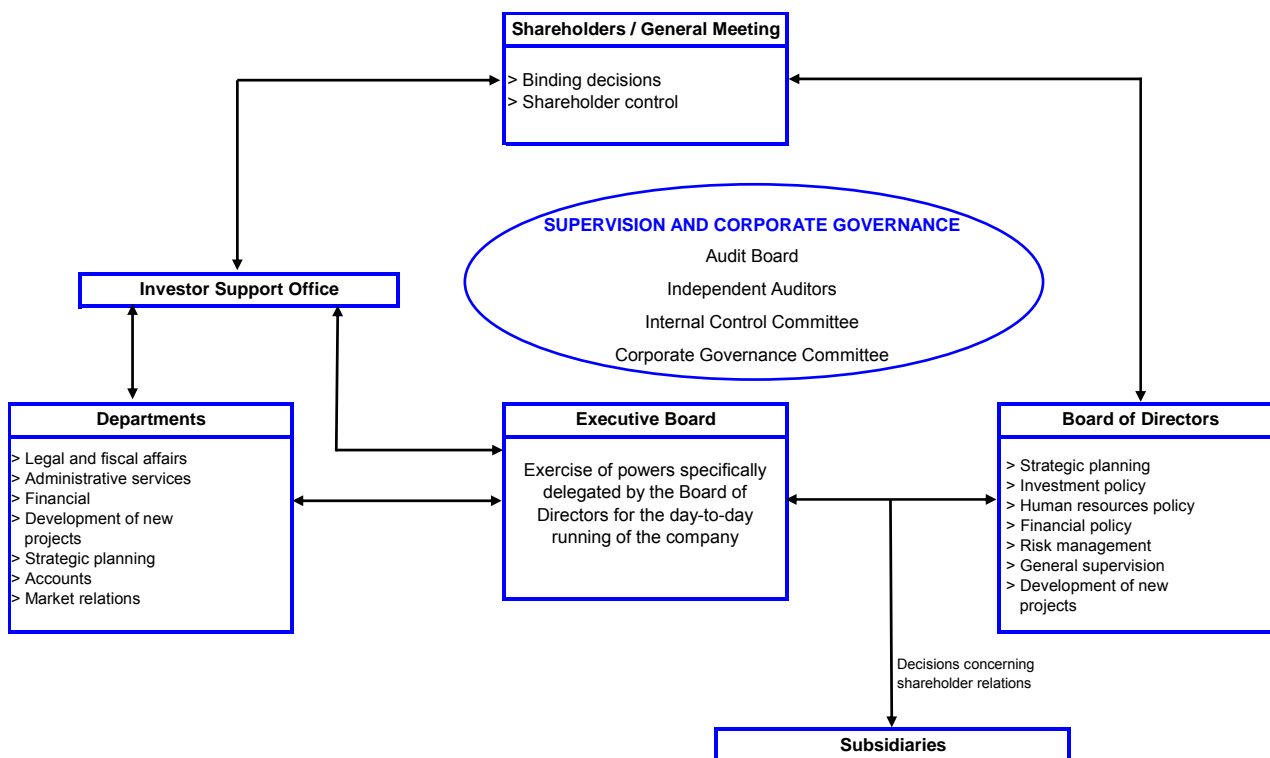 Shareholders / General Meeting
> Binding decisions
> Shareholder control
SUPERVISION AND CORPORATE GOVERNANCE
Audit Board
Independent Auditors
Internal Control Committee
Corporate Governance Committee
Investor Support Office
Departments
> Legal and fiscal affairs
> Administrative services
> Financial
> Development of new
projects
> Strategic planning
> Accounts
> Market relations
Executive Board
Exercise of powers specifically
delegated by the Board of
Directors for the day-to-day
running of the company
Board of Directors
> Strategic planning
> Investment policy
> Human resources policy
> Financial policy
> Risk management
> General supervision
> Development of new
projects
Decisions concerning
shareholder relations
Subsidiaries